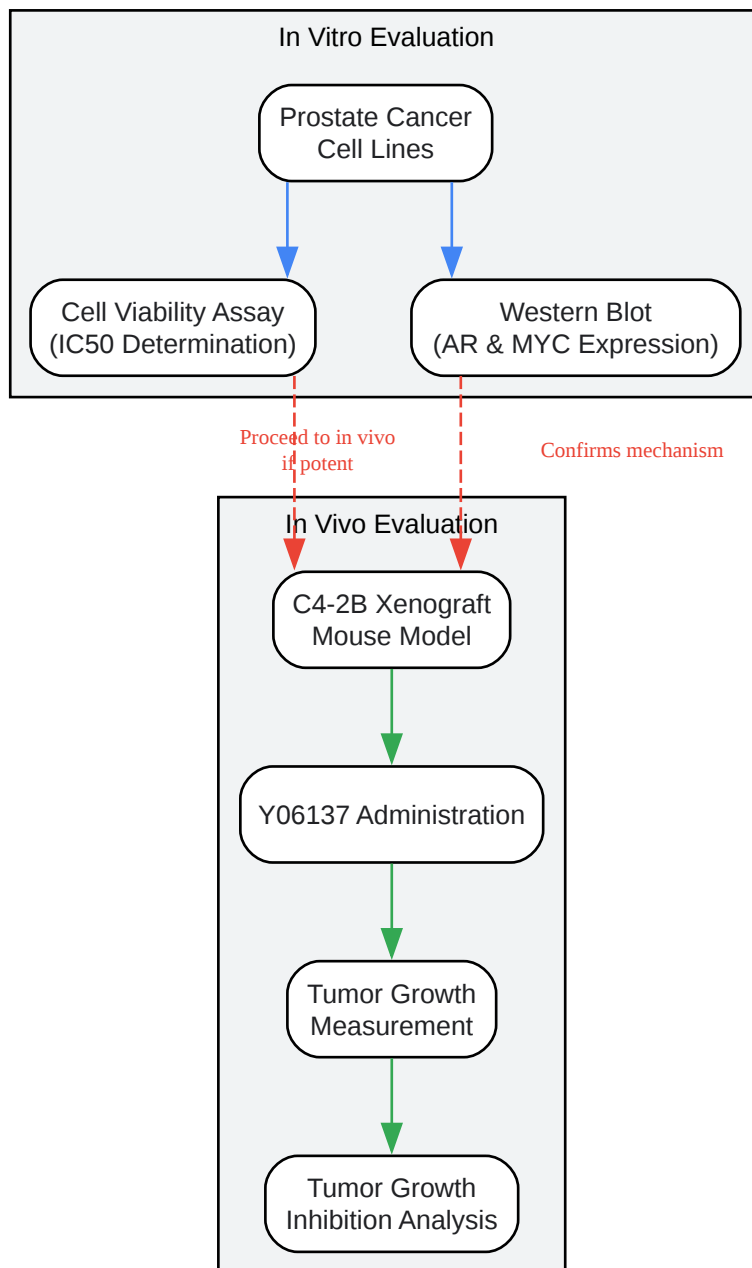 In Vitro Evaluation
Prostate Cancer
Cell Lines
Cell Viability Assay
(IC50 Determination)
Western Blot
(AR & MYC Expression)
Proceed to in vivo
if potent
Confirms mechanism
In Vivo Evaluation
C4-2B Xenograft
Mouse Model
Y06137 Administration
Tumor Growth
Measurement
Tumor Growth
Inhibition Analysis